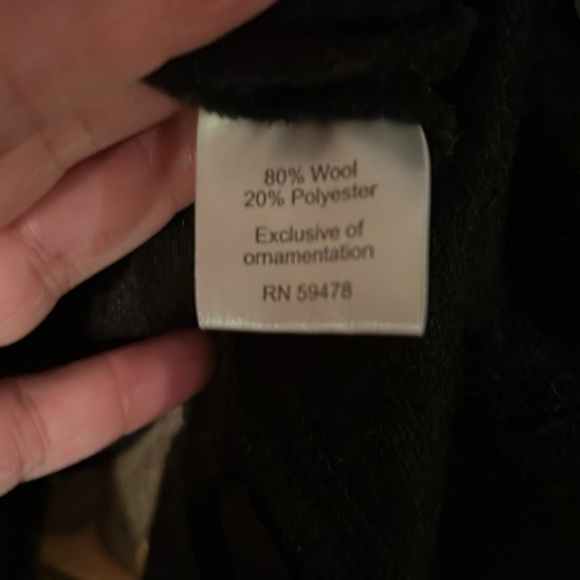 80% Wool
20% Polyester
Exclusive of
ornamentation
RN 59478